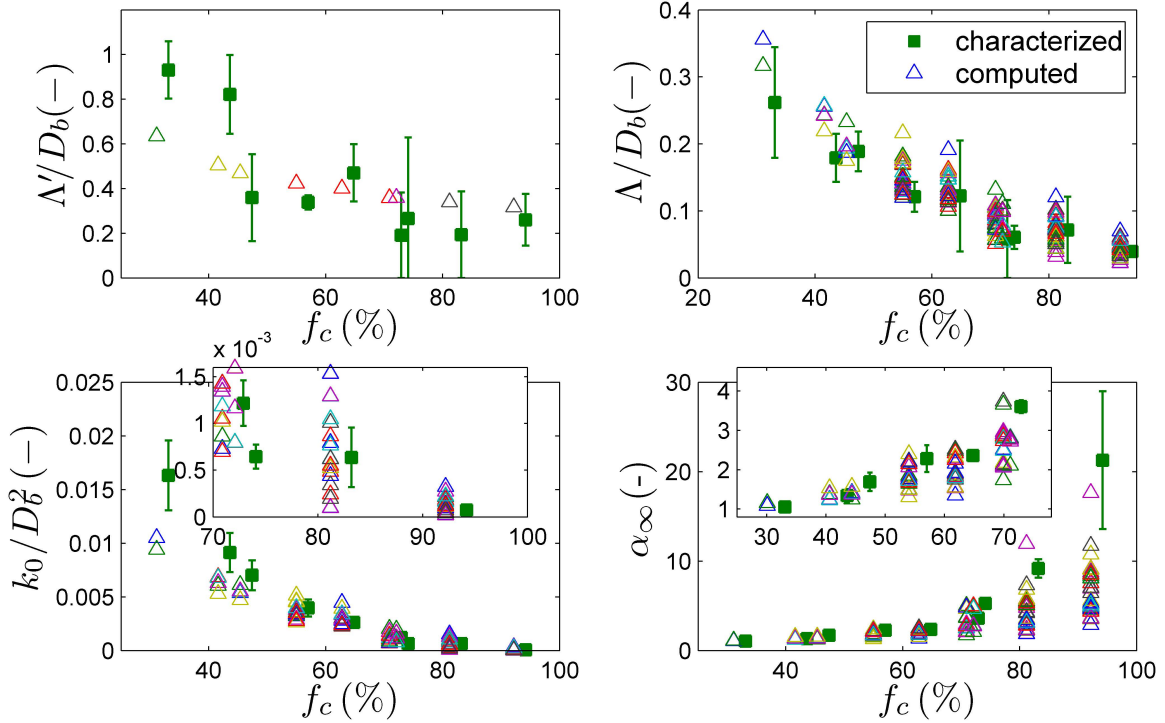 1
0.8
0.6
0.4
0.2
0
40 60 80 100
Λ′/D_b(−)
f_c (%)
0.4
0.3
0.2
0.1
0
20 40 60 80
Λ/D_b(−)
f_c (%)
characterized
computed
0.025
0.02
0.015
0.01
0.005
0
40 60 80 100
k_0/D_b^2(−)
f_c (%)
x 10^-3
1.5
1
0.5
0
70 80 90 100
30
20
10
0
40 60 80 100
α_∞ (-)
f_c (%)
4
3
2
1
30 40 50 60 70